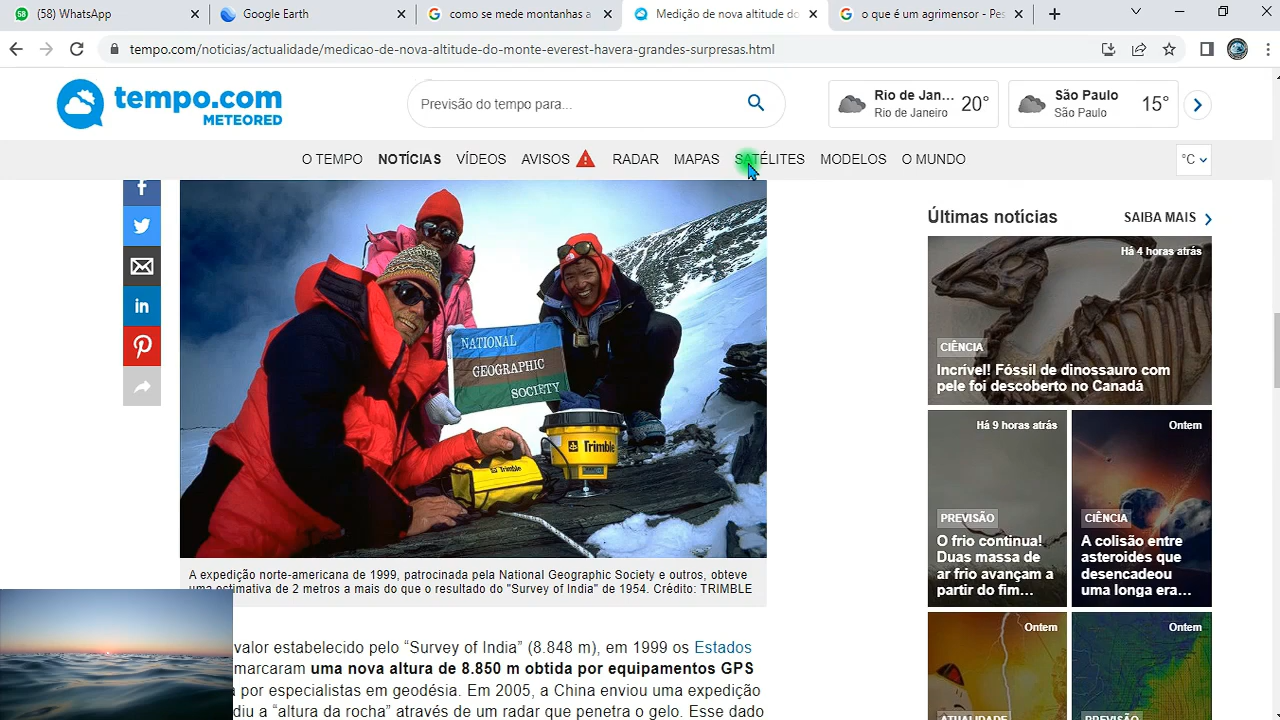 (58) WhatsApp
Google Earth
como se mede montanhas a
Medição de nova altitude do
o que é um agrimensor - Pes
tempo.com/noticias/actualidade/medicao-de-nova-altitude-do-monte-everest-havera-grandes-surpresas.html
tempo.com
METEORED
Previsão do tempo para...
Rio de Jan... 20°
Rio de Janeiro
São Paulo 15°
São Paulo
O TEMPO NOTÍCIAS VÍDEOS AVISOS RADAR MAPAS SATÉLITES MODELOS O MUNDO
°C
NATIONAL
GEOGRAPHIC
SOCIETY
Trimble
Trimble
A expedição norte-americana de 1999, patrocinada pela National Geographic Society e outros, obteve
uma estimativa de 2 metros a mais do que o resultado do "Survey of India" de 1954. Crédito: TRIMBLE
valor estabelecido pelo “Survey of India” (8.848 m), em 1999 os Estados
marcaram uma nova altura de 8.850 m obtida por equipamentos GPS
por especialistas em geodésia. Em 2005, a China enviou uma expedição
diu a “altura da rocha” através de um radar que penetra o gelo. Esse dado
Últimas notícias SAIBA MAIS
Há 4 horas atrás
CIÊNCIA
Incrível! Fóssil de dinossauro com
pele foi descoberto no Canadá
Há 9 horas atrás
PREVISÃO
O frio continua!
Duas massa de
ar frio avançam a
partir do fim...
Ontem
CIÊNCIA
A colisão entre
asteroides que
desencadeou
uma longa era...
Ontem
ATUALIDADE
Ontem
PREVISÃO